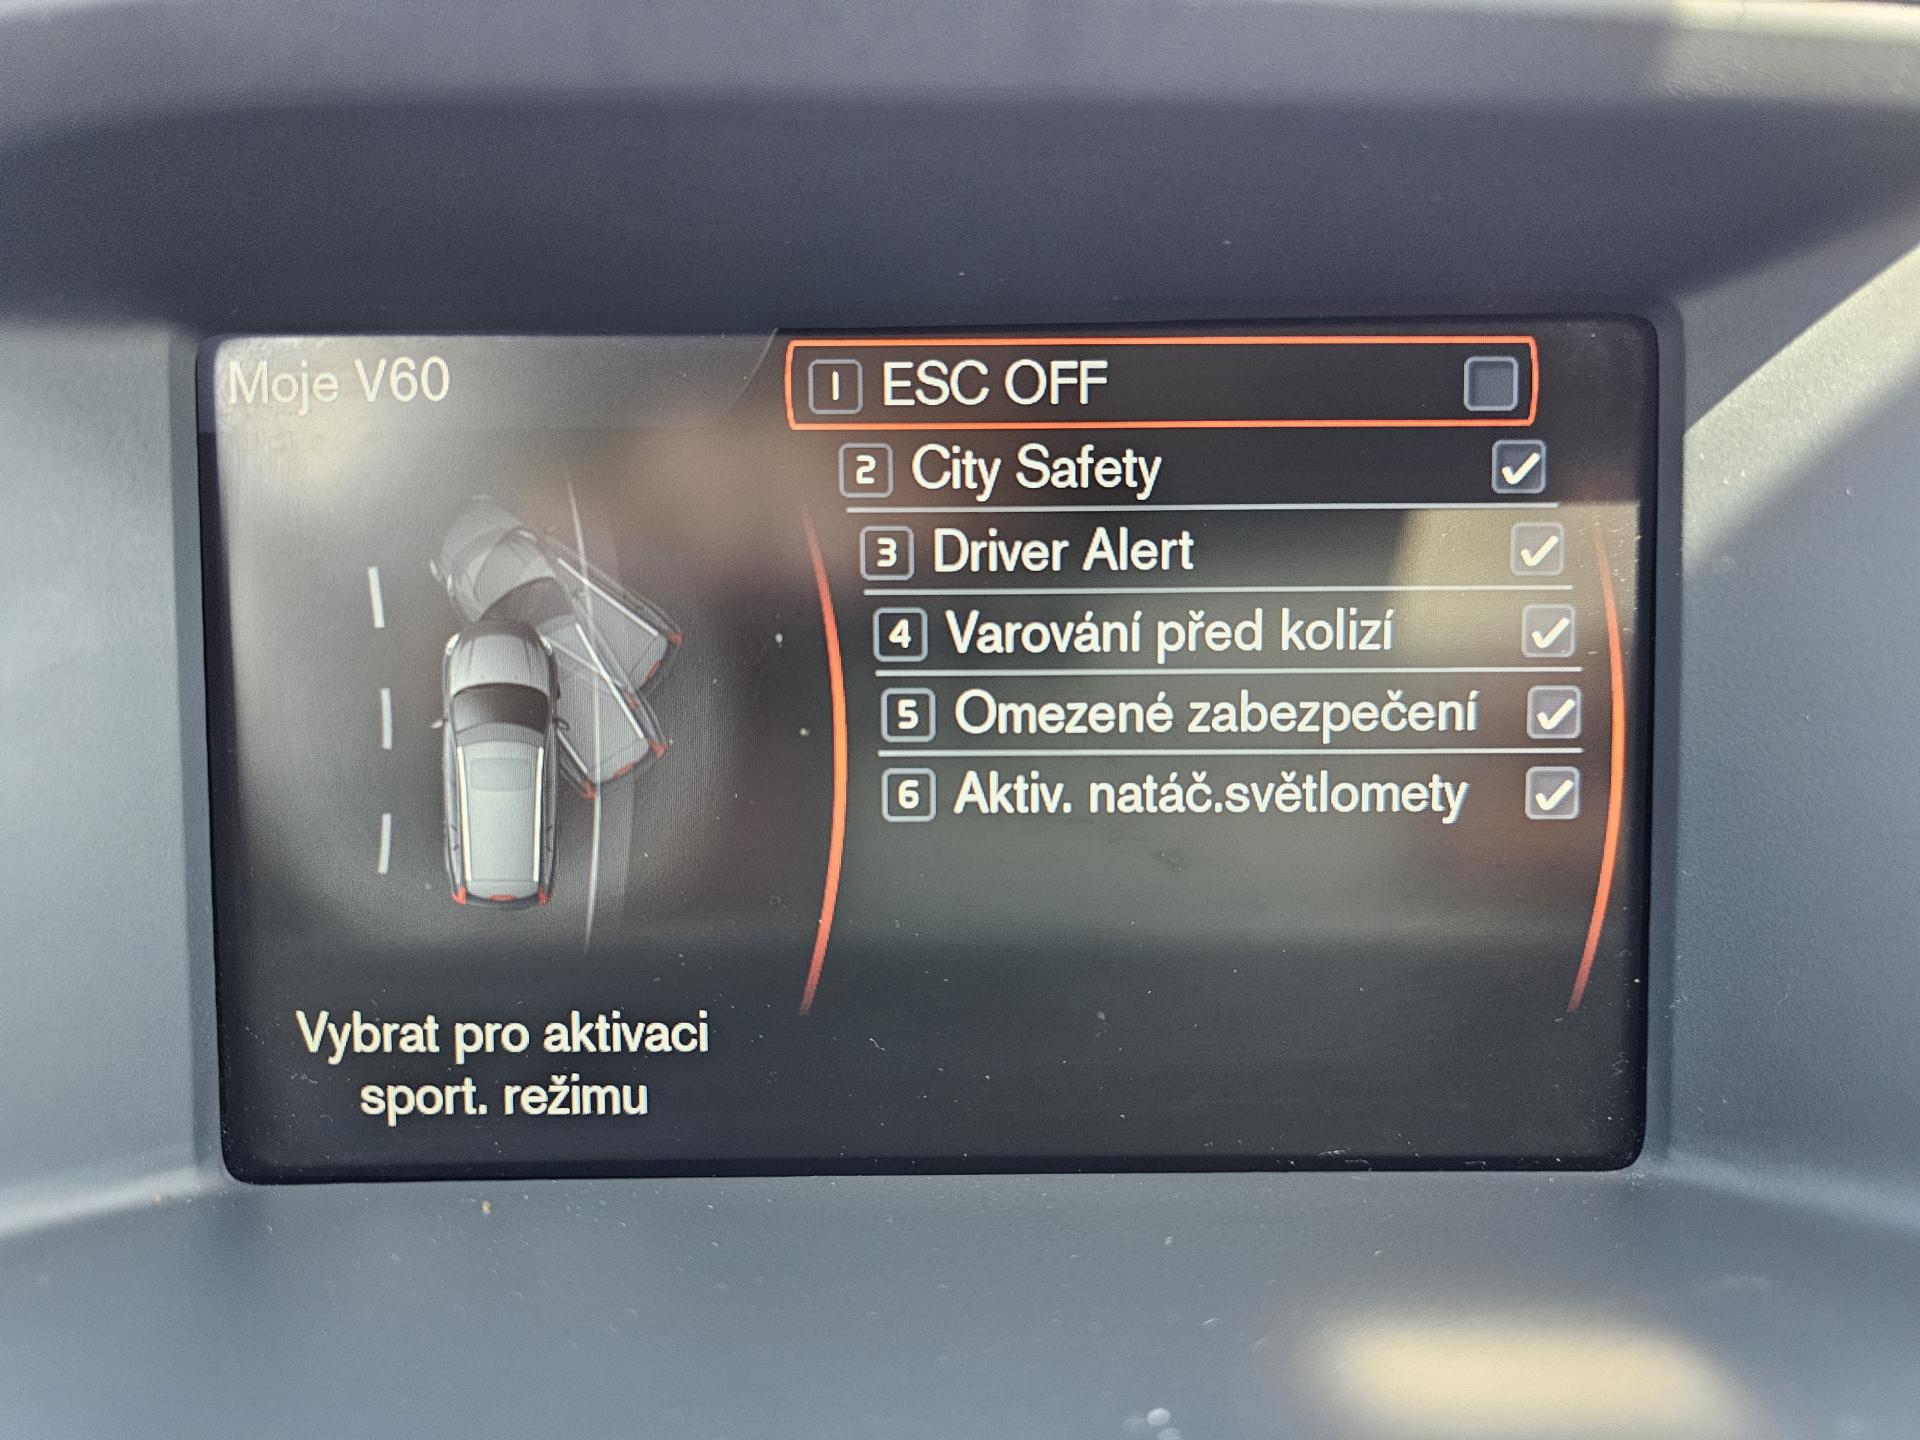 Moje V60
1 ESC OFF
2 City Safety
3 Driver Alert
4 Varování před kolizí
5 Omezené zabezpečení
6 Aktiv. natáč.světlomety
Vybrat pro aktivaci
sport. režimu